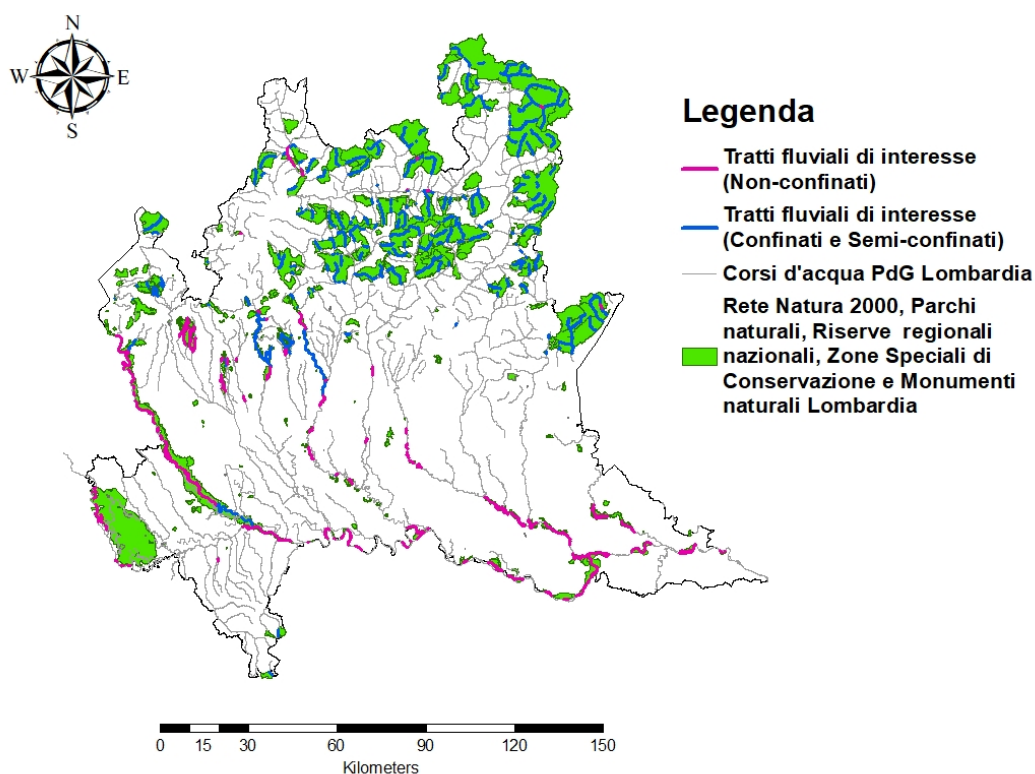 N
W
E
S
Legenda
Tratti fluviali di interesse
(Non-confinati)
Tratti fluviali di interesse
(Confinati e Semi-confinati)
Corsi d'acqua PdG Lombardia
Rete Natura 2000, Parchi
naturali, Riserve regionali
nazionali, Zone Speciali di
Conservazione e Monumenti
naturali Lombardia
0 15 30 60 90 120 150
Kilometers